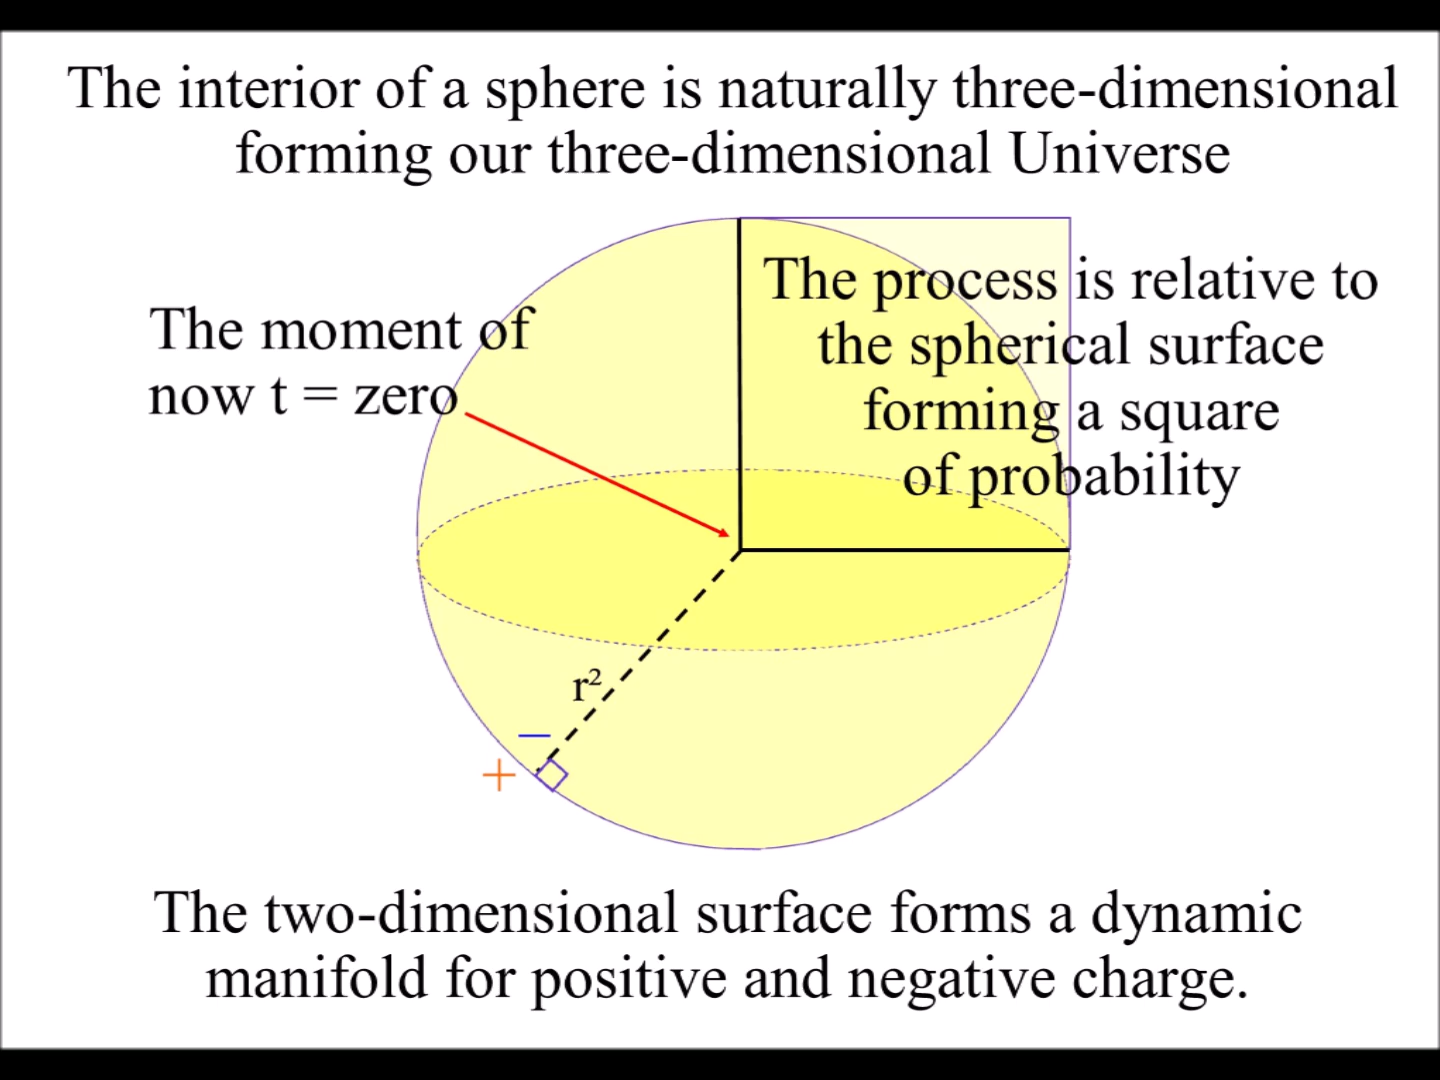 The interior of a sphere is naturally three-dimensional
forming our three-dimensional Universe
The moment of
now t = zero
The process is relative to
the spherical surface
forming a square
of probability
r²
−
+
The two-dimensional surface forms a dynamic
manifold for positive and negative charge.